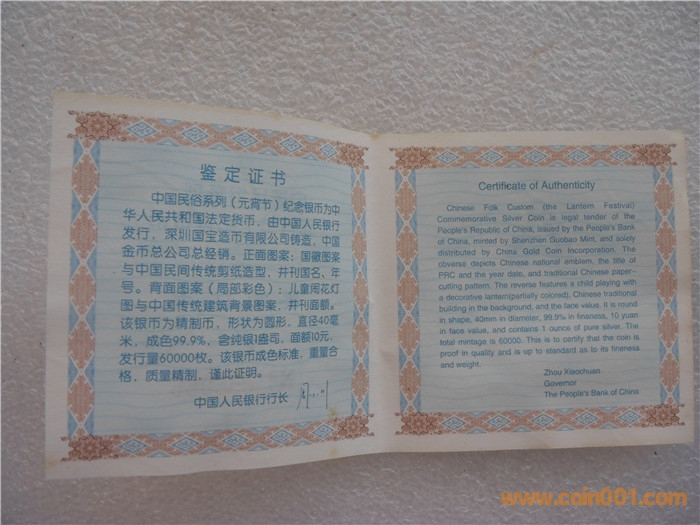 鉴定证书
中国民俗系列（元宵节）纪念银币为中
华人民共和国法定货币，由中国人民银行
发行，深圳国宝造币有限公司铸造，中国
金币总公司总经销。正面图案：国徽图案
与中国民间传统剪纸造型，并刊国名、年
号。背面图案（局部彩色）：儿童闹花灯
图与中国传统建筑背景图案，并刊面额。
该银币为精制币，形状为圆形，直径40毫
米，成色99.9%，含纯银1盎司，面额10元，
发行量60000枚。该银币成色标准，重量合
格，质量精制，谨此证明。
中国人民银行行长
Certificate of Authenticity
Chinese Folk Custom (the Lantern Festival)
Commemorative Silver Coin is legal tender of the
People's Republic of China, issued by the People's Bank
of China, minted by Shenzhen Guobao Mint, and solely
distributed by China Gold Coin Incorporation. The
obverse depicts Chinese national emblem, the title of
PRC and the year date, and traditional Chinese paper-
cutting pattern. The reverse features a child playing with
a decorative lantern(partially colored), Chinese traditional
building in the background, and the face value. It is round
in shape, 40mm in diameter, 99.9% in fineness, 10 yuan
in face value, and contains 1 ounce of pure silver. The
total mintage is 60000. This is to certify that the coin is
proof in quality and is up to standard as to its fineness
and weight.
Zhou Xiaochuan
Governor
The People's Bank of China
www.coin001.com